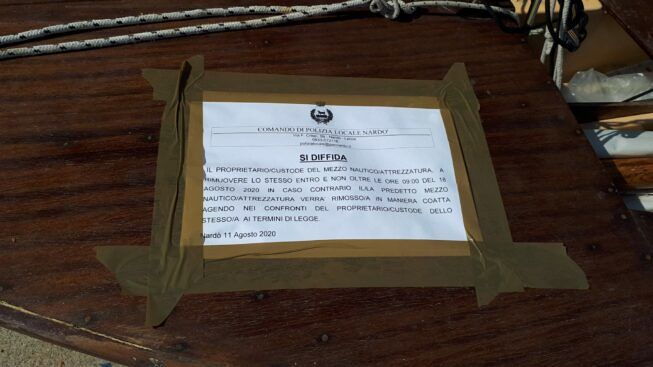 COMANDO DI POLIZIA LOCALE NARDO'
SI DIFFIDA
IL PROPRIETARIO/CUSTODE DEL MEZZO NAUTICO/ATTREZZATURA, A
RIMUOVERE LO STESSO ENTRO E NON OLTRE LE ORE 09:00 DEL 18
AGOSTO 2020 IN CASO CONTRARIO IL/LA PREDETTO MEZZO
NAUTICO/ATTREZZATURA VERRA' RIMOSSO/A IN MANIERA COATTA
AGENDO NEI CONFRONTI DEL PROPRIETARIO/CUSTODE DELLO
STESSO/A AI TERMINI DI LEGGE.
Nardò 11 Agosto 2020